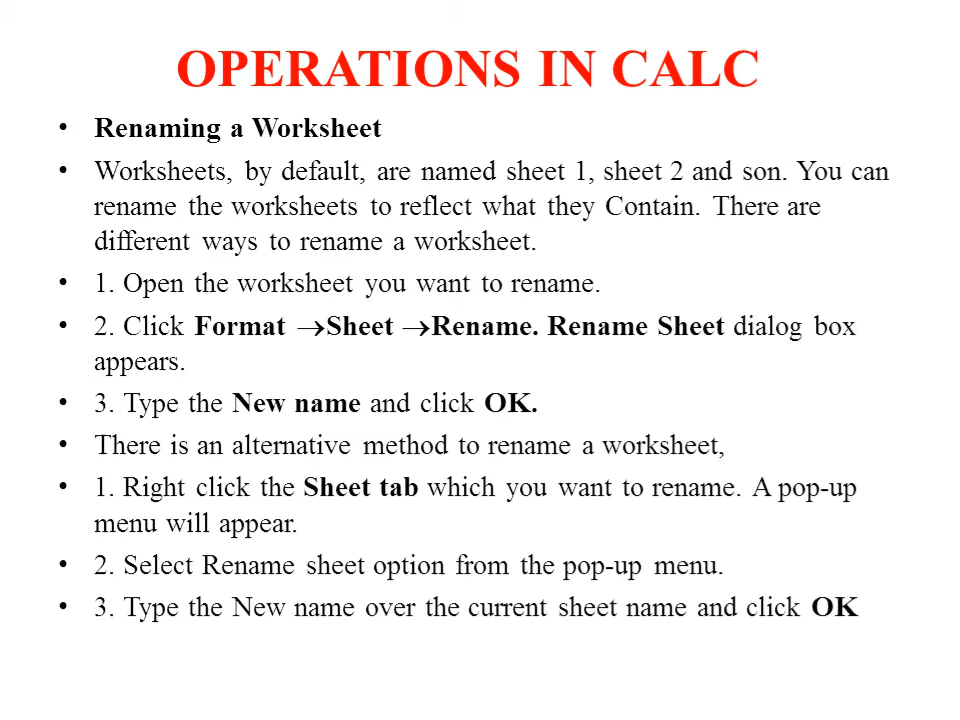 OPERATIONS IN CALC
• Renaming a Worksheet
• Worksheets, by default, are named sheet 1, sheet 2 and son. You can
rename the worksheets to reflect what they Contain. There are
different ways to rename a worksheet.
• 1. Open the worksheet you want to rename.
• 2. Click Format →Sheet →Rename. Rename Sheet dialog box
appears.
• 3. Type the New name and click OK.
• There is an alternative method to rename a worksheet,
• 1. Right click the Sheet tab which you want to rename. A pop-up
menu will appear.
• 2. Select Rename sheet option from the pop-up menu.
• 3. Type the New name over the current sheet name and click OK